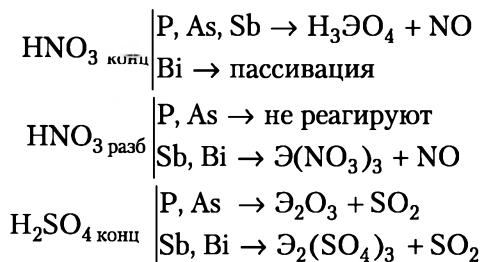 HNO₃ конц | P, As, Sb → H₃ЭO₄ + NO
Bi → пассивация
HNO₃ разб | P, As → не реагируют
Sb, Bi → Э(NO₃)₃ + NO
H₂SO₄ конц | P, As → Э₂O₃ + SO₂
Sb, Bi → Э₂(SO₄)₃ + SO₂